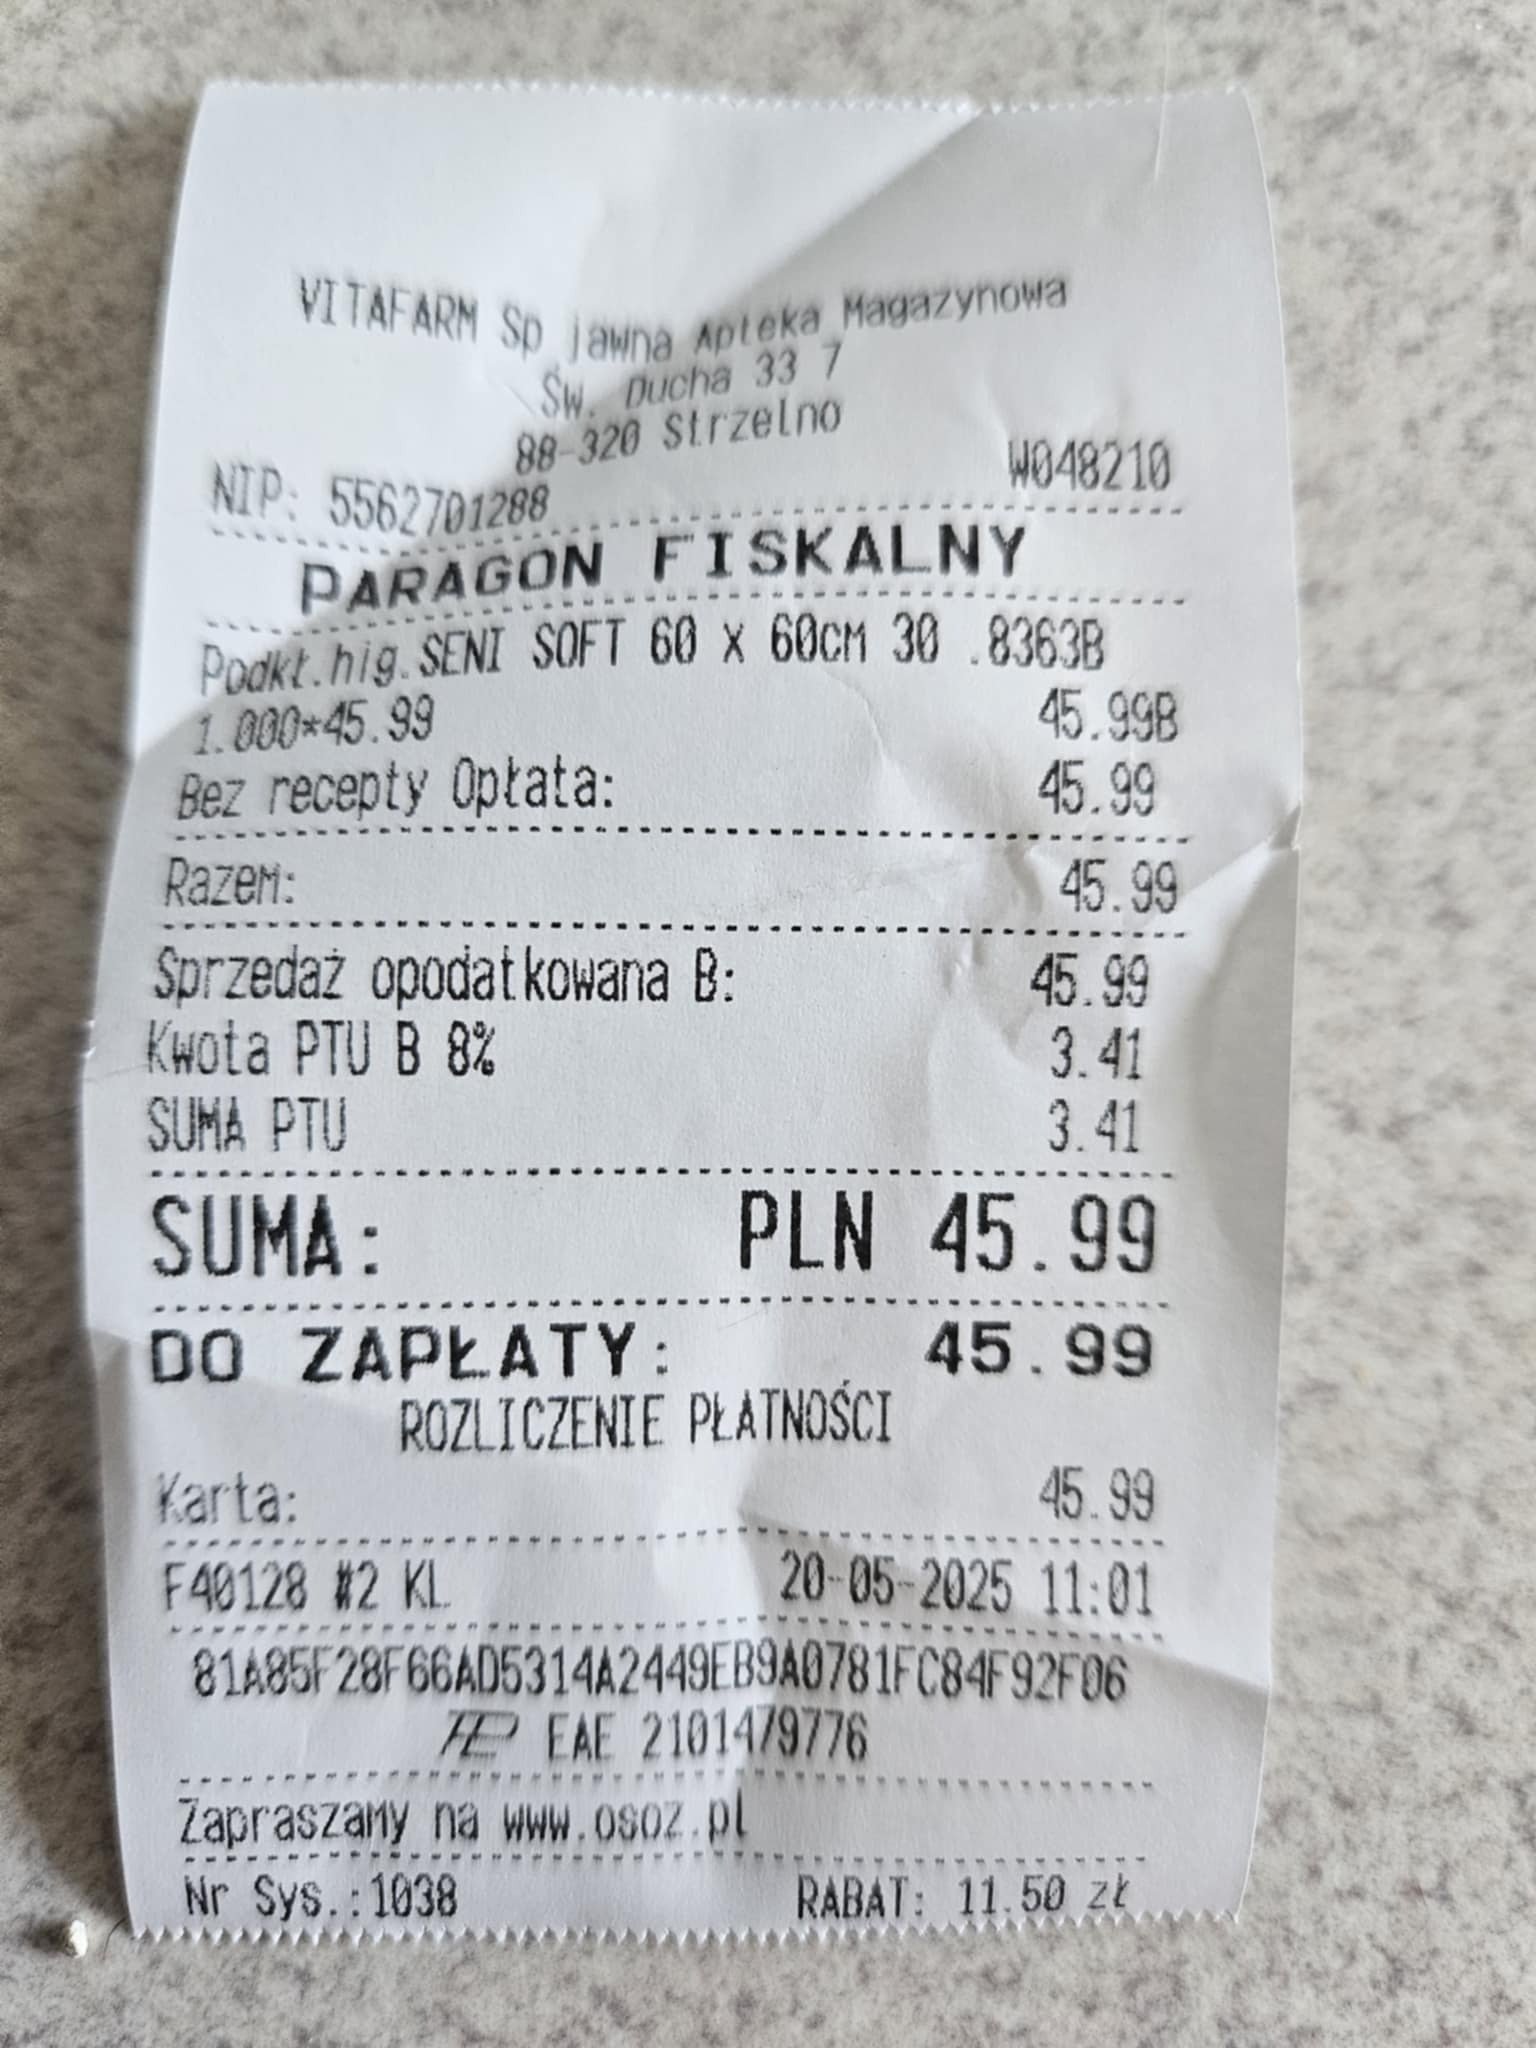 VITAFARM Sp jawna Apteka Magazynowa
Św. Ducha 33 7
88-320 Strzelno
NIP: 5562701288 W048210
PARAGON FISKALNY
Podkł.hig.SENI SOFT 60 x 60cm 30 .8363B
1.000*45.99 45.99B
Bez recepty Opłata: 45.99
Razem: 45.99
Sprzedaż opodatkowana B: 45.99
Kwota PTU B 8% 3.41
SUMA PTU 3.41
SUMA: PLN 45.99
DO ZAPŁATY: 45.99
ROZLICZENIE PŁATNOŚCI
Karta: 45.99
F40128 #2 KL 20-05-2025 11:01
81A85F28F66AD5314A2449EB9A0781FC84F92F06
EAE 2101479776
Zapraszamy na www.osoz.pl
Nr Sys.:1038 RABAT: 11.50 zł